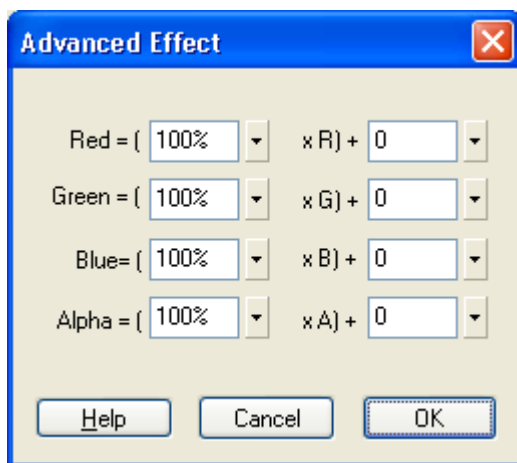 Advanced Effect
Red = ( 100% x R) + 0
Green = ( 100% x G) + 0
Blue= ( 100% x B) + 0
Alpha = ( 100% x A) + 0
Help Cancel OK